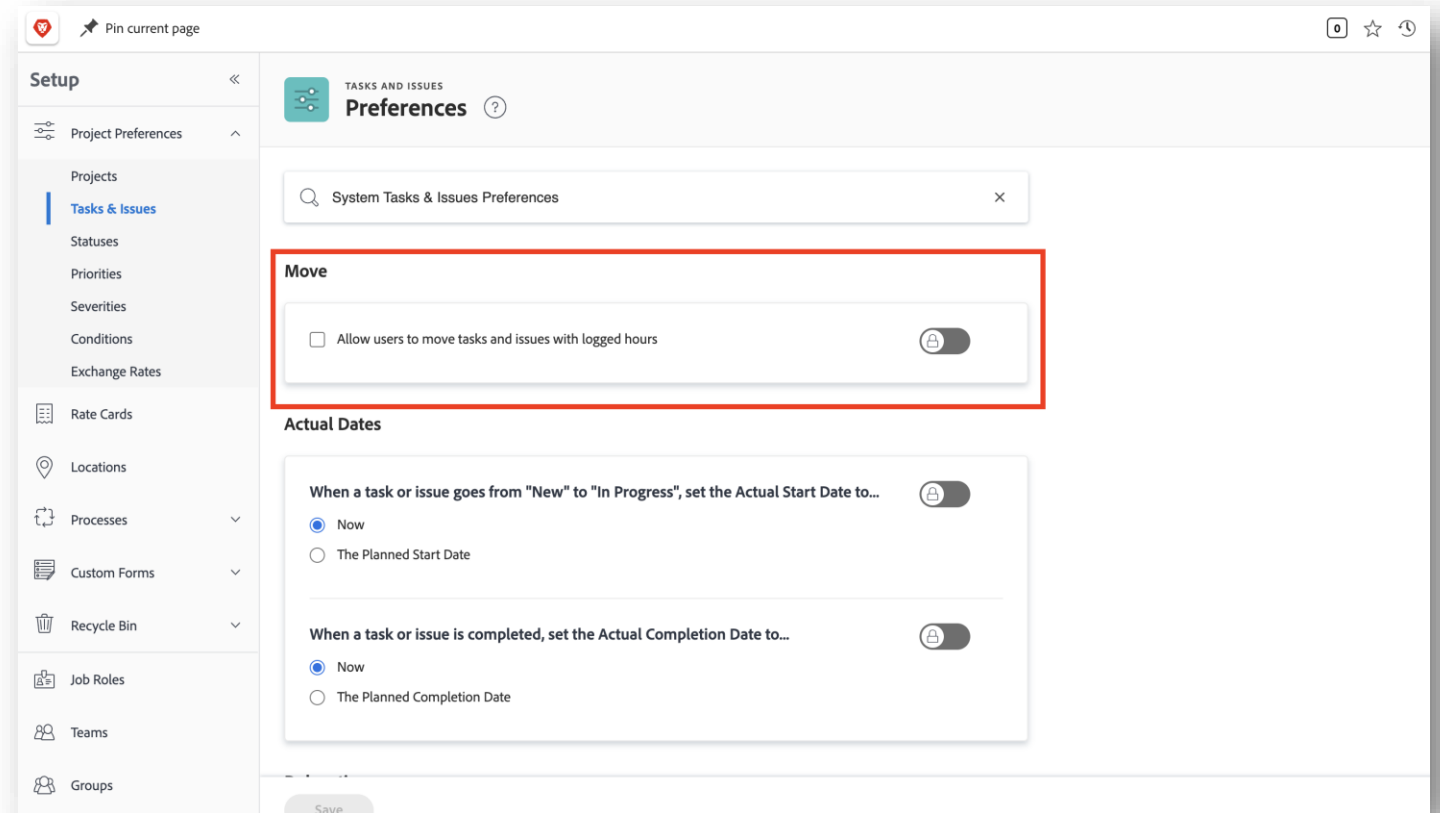 Pin current page
0
Setup
Project Preferences
Projects
Tasks & Issues
Statuses
Priorities
Severities
Conditions
Exchange Rates
Rate Cards
Locations
Processes
Custom Forms
Recycle Bin
Job Roles
Teams
Groups
TASKS AND ISSUES
Preferences ?
System Tasks & Issues Preferences
Move
Allow users to move tasks and issues with logged hours
Actual Dates
When a task or issue goes from "New" to "In Progress", set the Actual Start Date to...
Now
The Planned Start Date
When a task or issue is completed, set the Actual Completion Date to...
Now
The Planned Completion Date
Save